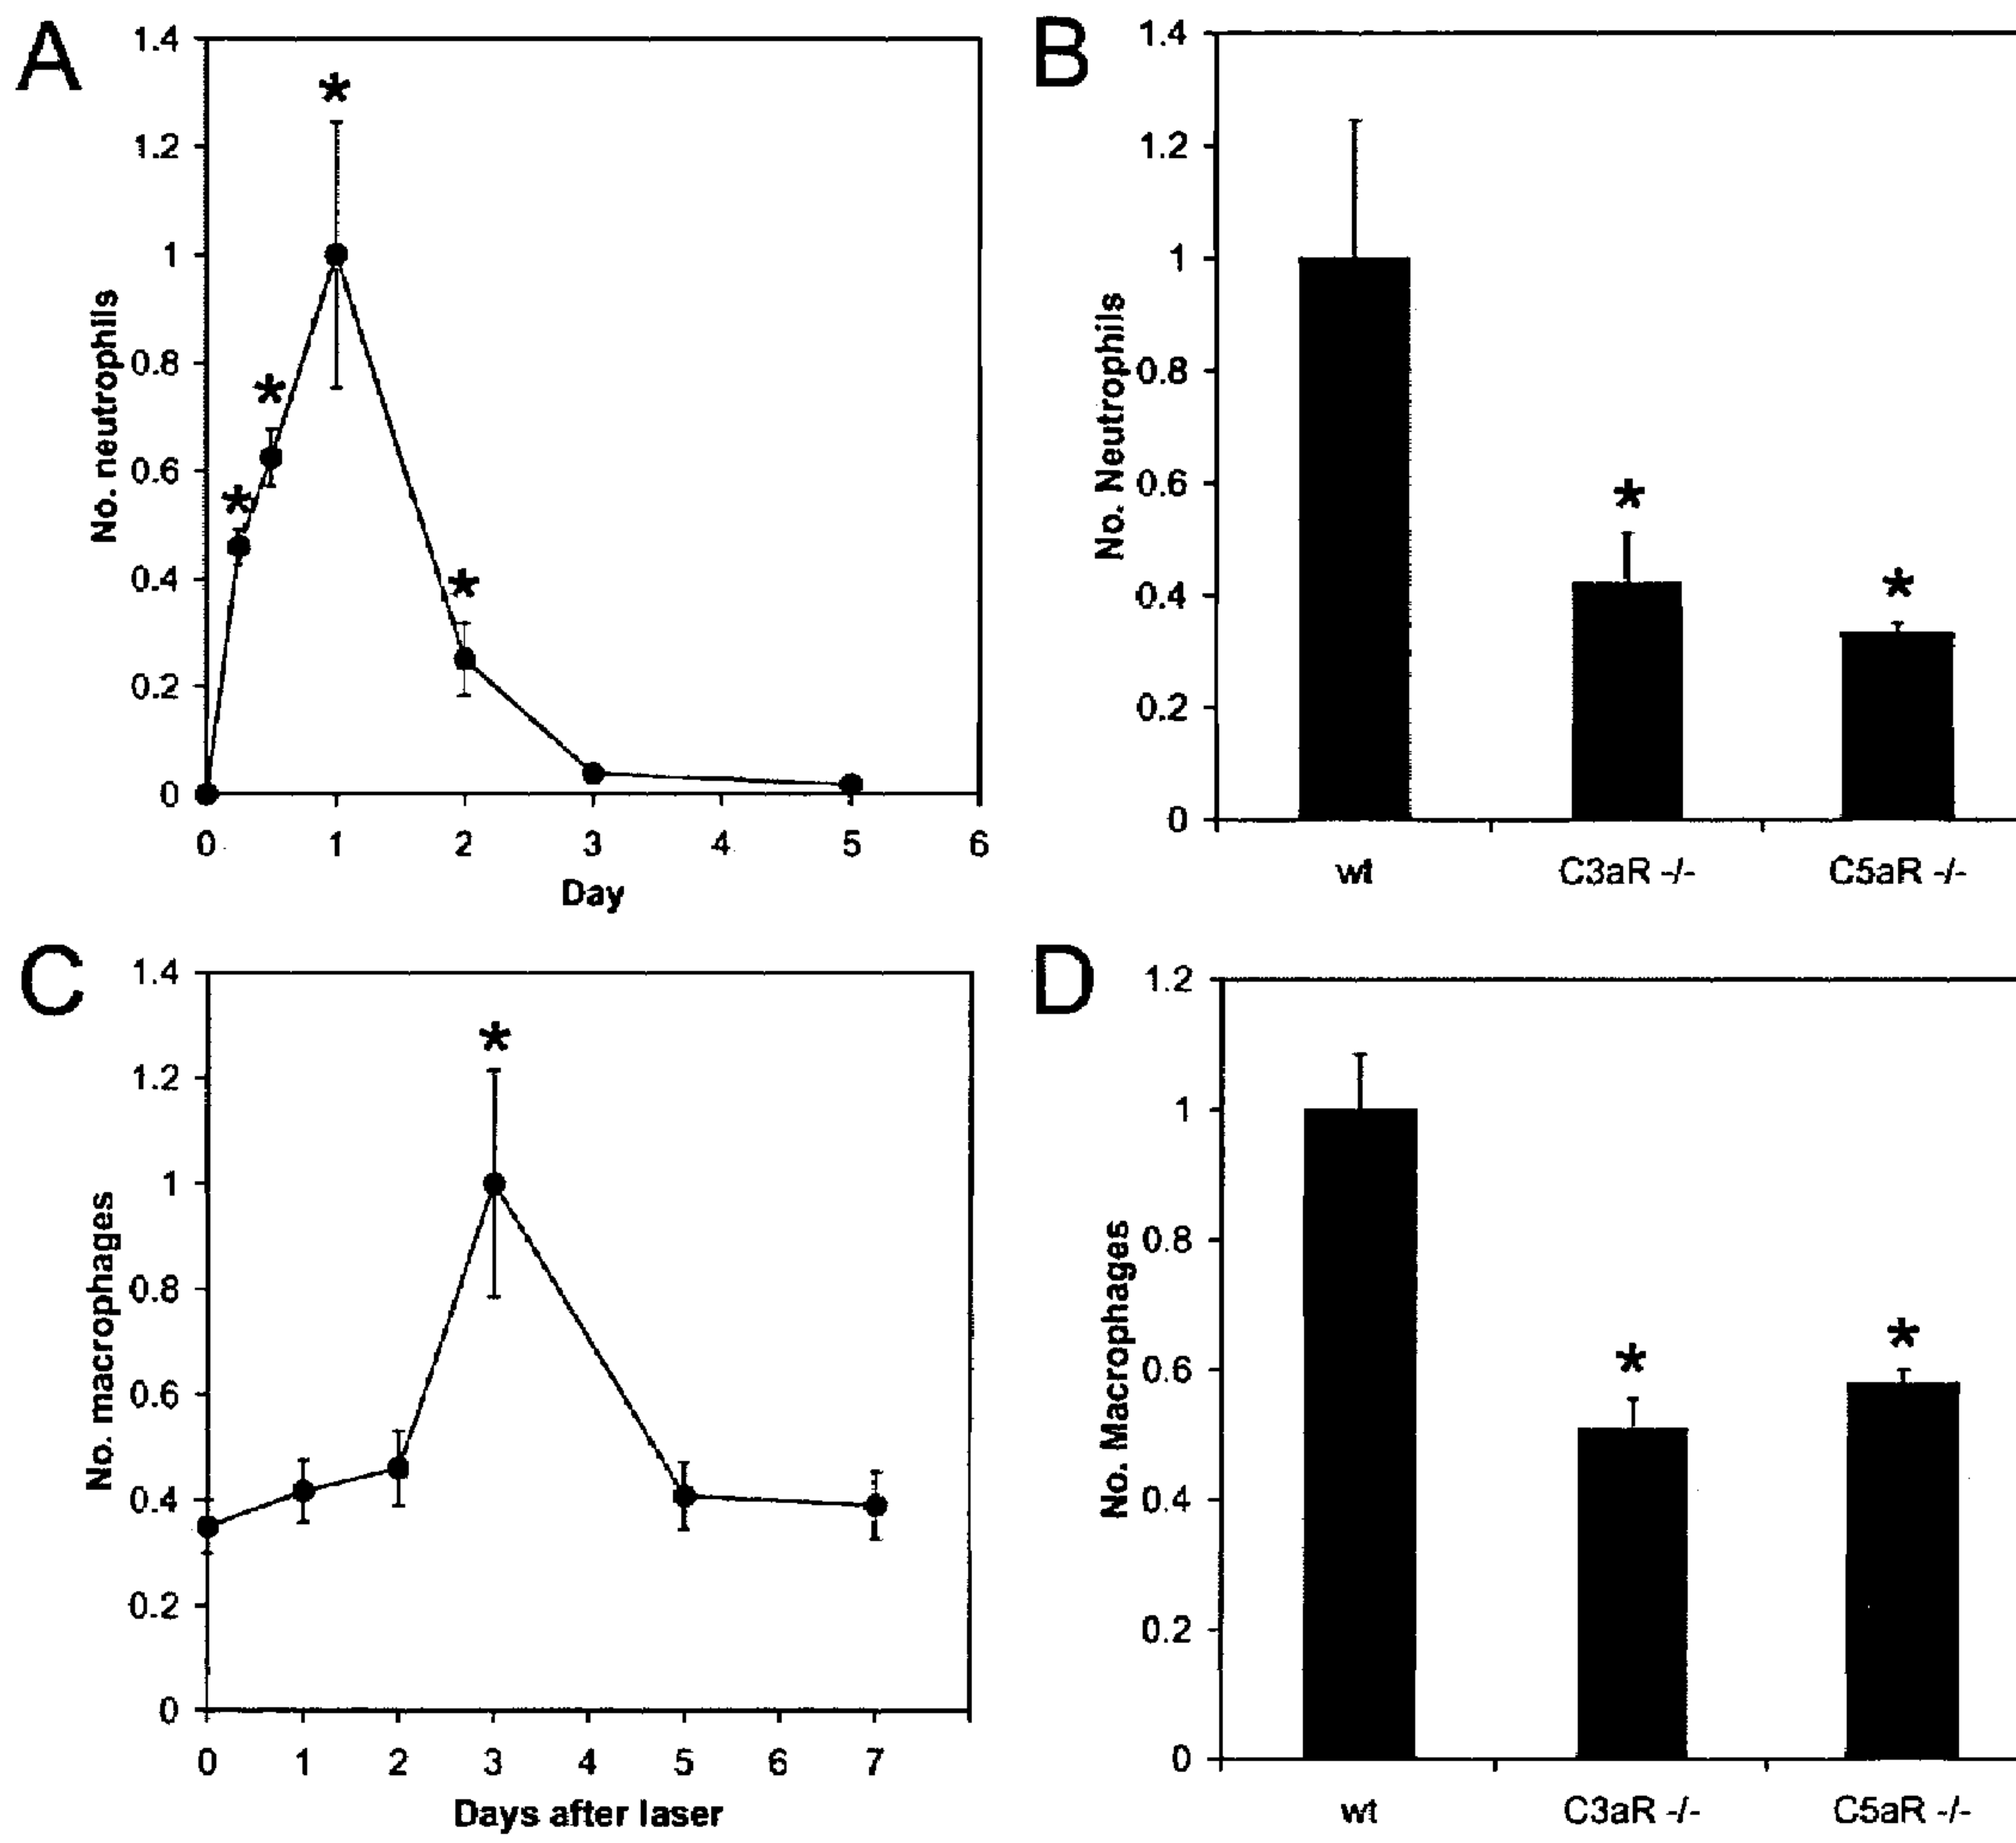 A
1.4
1.2
1
0.8
0.6
0.4
0.2
0
No. neutrophils
* * * *
0 1 2 3 4 5 6
Day
B
1.4
1.2
1
0.8
0.6
0.4
0.2
0
No. Neutrophils
* *
wt C3aR -/- C5aR -/-
C
1.4
1.2
1
0.8
0.6
0.4
0.2
0
No. macrophages
*
0 1 2 3 4 5 6 7
Days after laser
D
1.2
1
0.8
0.6
0.4
0.2
0
No. Macrophages
* *
wt C3aR -/- C5aR -/-